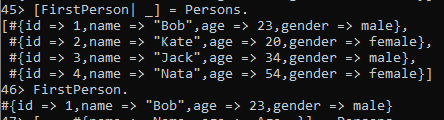 45> [FirstPerson| _] = Persons.
[#{id => 1,name => "Bob",age => 23,gender => male},
 #{id => 2,name => "Kate",age => 20,gender => female},
 #{id => 3,name => "Jack",age => 34,gender => male},
 #{id => 4,name => "Nata",age => 54,gender => female}]
46> FirstPerson.
#{id => 1,name => "Bob",age => 23,gender => male}